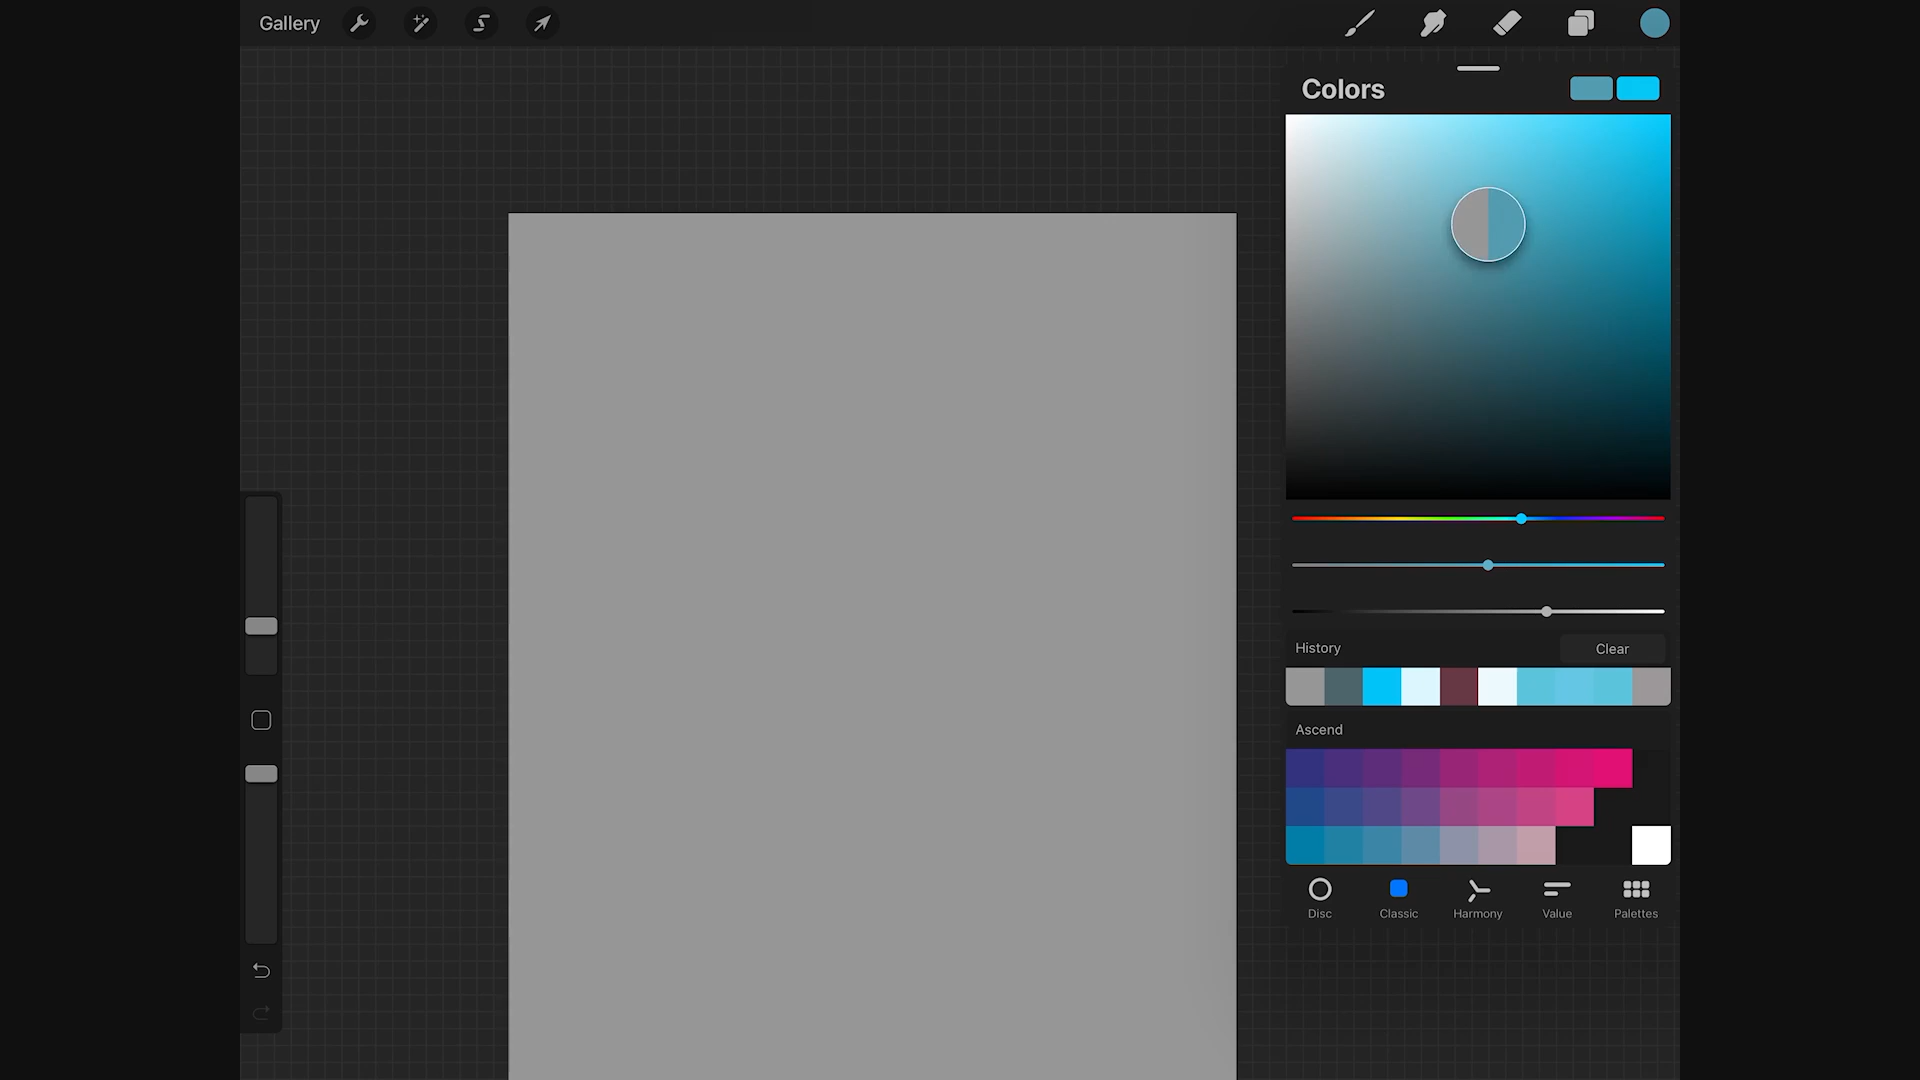 Gallery
Colors
History
Clear
Ascend
Disc
Classic
Harmony
Value
Palettes